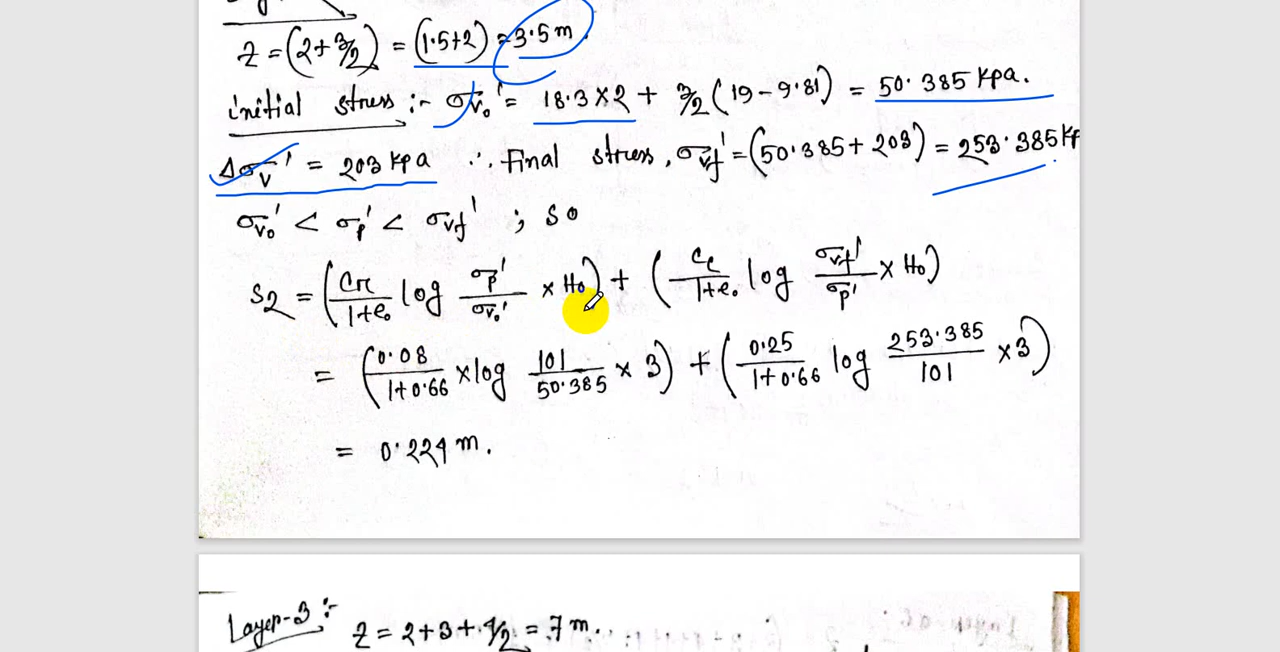 Z = (2+3/2) = (1.5+2) = 3.5 m.
initial stress :- σv₀' = 18.3 × 2 + 3/2 (19 - 9.81) = 50.385 kpa.
Δσv' = 203 kpa ∴ Final stress, σvf' = (50.385 + 203) = 253.385 kp
σv₀' < σp' < σvf' ; so
S2 = (Cr/1+e₀ log σp'/σv₀' × H₀) + (Cc/1+e₀ log σvf'/σp' × H₀)
= (0.08/1+0.66 × log 101/50.385 × 3) + (0.25/1+0.66 log 253.385/101 × 3)
= 0.224 m.
Layer-3 :- Z = 2+3+4/2 = 7 m.